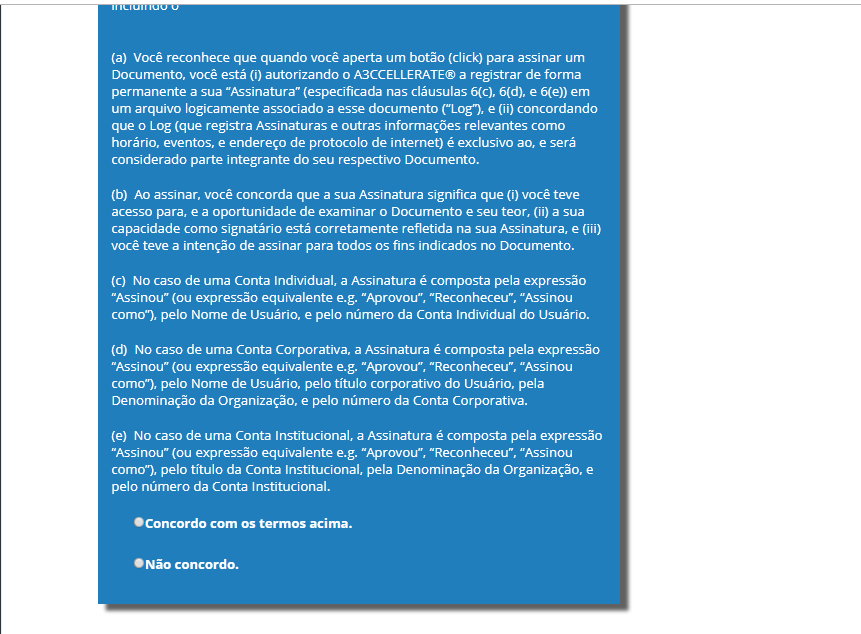 incluindo o
(a) Você reconhece que quando você aperta um botão (click) para assinar um
Documento, você está (i) autorizando o A3CCELLERATE® a registrar de forma
permanente a sua “Assinatura” (especificada nas cláusulas 6(c), 6(d), e 6(e)) em
um arquivo logicamente associado a esse documento (“Log”), e (ii) concordando
que o Log (que registra Assinaturas e outras informações relevantes como
horário, eventos, e endereço de protocolo de internet) é exclusivo ao, e será
considerado parte integrante do seu respectivo Documento.
(b) Ao assinar, você concorda que a sua Assinatura significa que (i) você teve
acesso para, e a oportunidade de examinar o Documento e seu teor, (ii) a sua
capacidade como signatário está corretamente refletida na sua Assinatura, e (iii)
você teve a intenção de assinar para todos os fins indicados no Documento.
(c) No caso de uma Conta Individual, a Assinatura é composta pela expressão
“Assinou” (ou expressão equivalente e.g. “Aprovou”, “Reconheceu”, “Assinou
como”), pelo Nome de Usuário, e pelo número da Conta Individual do Usuário.
(d) No caso de uma Conta Corporativa, a Assinatura é composta pela expressão
“Assinou” (ou expressão equivalente e.g. “Aprovou”, “Reconheceu”, “Assinou
como”), pelo Nome de Usuário, pelo título corporativo do Usuário, pela
Denominação da Organização, e pelo número da Conta Corporativa.
(e) No caso de uma Conta Institucional, a Assinatura é composta pela expressão
“Assinou” (ou expressão equivalente e.g. “Aprovou”, “Reconheceu”, “Assinou
como”), pelo título da Conta Institucional, pela Denominação da Organização, e
pelo número da Conta Institucional.
Concordo com os termos acima.
Não concordo.